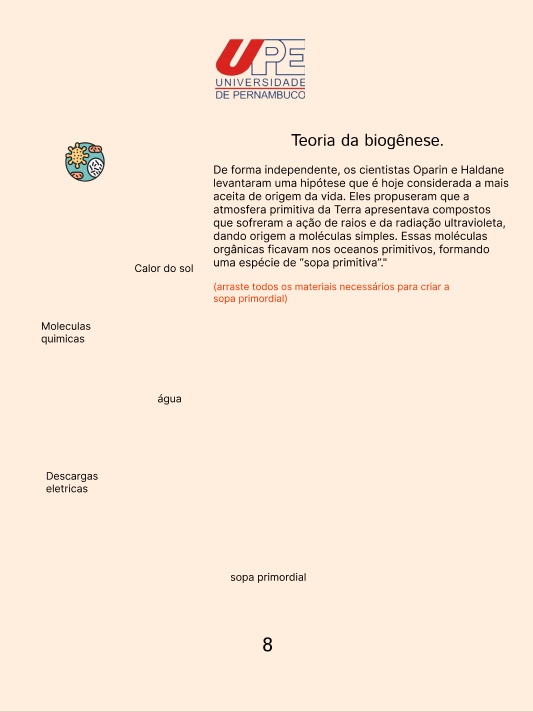 UPE
UNIVERSIDADE
DE PERNAMBUCO
Teoria da biogênese.
De forma independente, os cientistas Oparin e Haldane
levantaram uma hipótese que é hoje considerada a mais
aceita de origem da vida. Eles propuseram que a
atmosfera primitiva da Terra apresentava compostos
que sofreram a ação de raios e da radiação ultravioleta,
dando origem a moléculas simples. Essas moléculas
orgânicas ficavam nos oceanos primitivos, formando
uma espécie de “sopa primitiva”."
(arraste todos os materiais necessários para criar a
sopa primordial)
Calor do sol
Moleculas
quimicas
água
Descargas
eletricas
sopa primordial
8